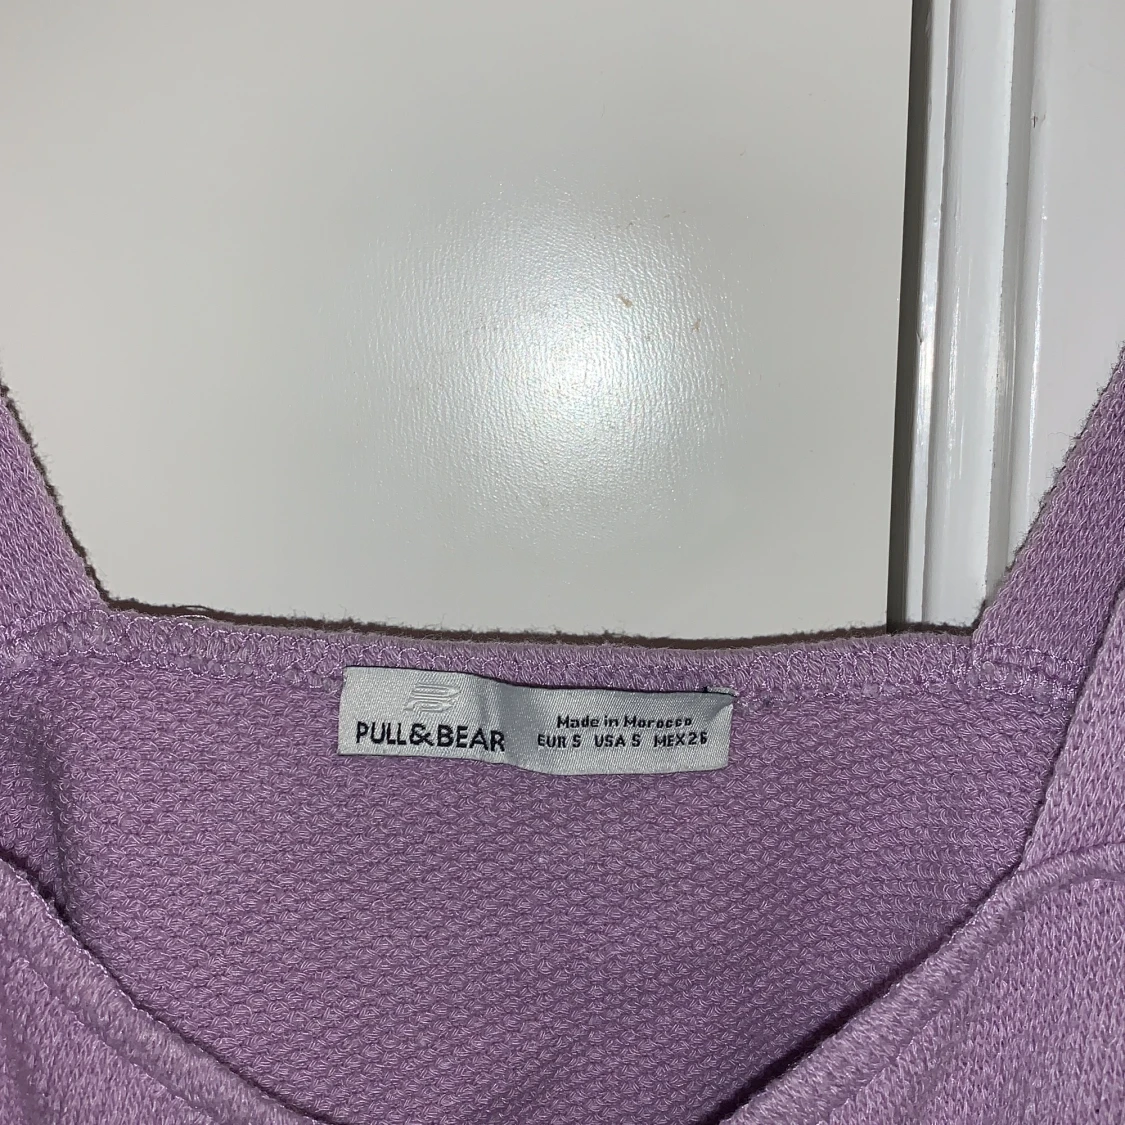 PULL&BEAR
Made in Morocco
EUR S USA S MEX 26